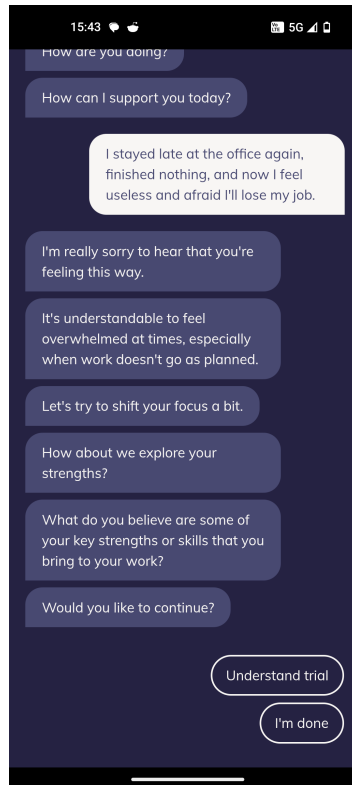 15:43
Vo
LTE
5G
How are you doing?
How can I support you today?
I stayed late at the office again,
finished nothing, and now I feel
useless and afraid I'll lose my job.
I'm really sorry to hear that you're
feeling this way.
It's understandable to feel
overwhelmed at times, especially
when work doesn't go as planned.
Let's try to shift your focus a bit.
How about we explore your
strengths?
What do you believe are some of
your key strengths or skills that you
bring to your work?
Would you like to continue?
Understand trial
I'm done